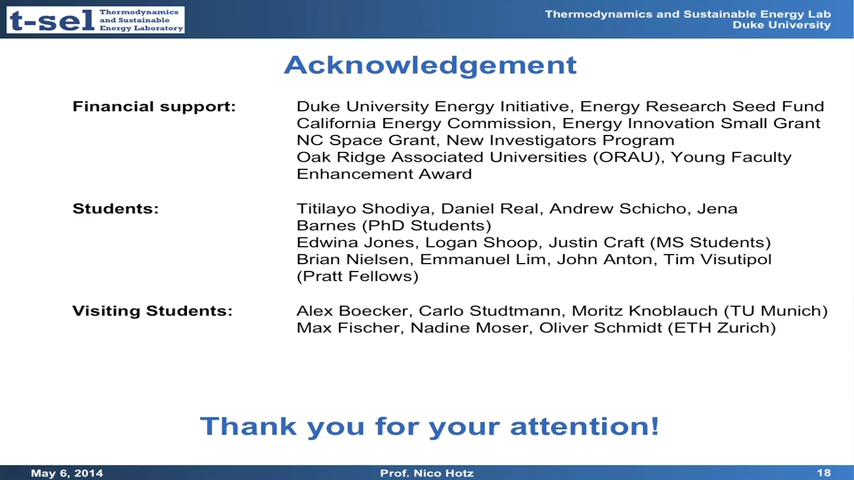 t-sel
Thermodynamics
and Sustainable
Energy Laboratory
Thermodynamics and Sustainable Energy Lab
Duke University
Acknowledgement
Financial support:
Duke University Energy Initiative, Energy Research Seed Fund
California Energy Commission, Energy Innovation Small Grant
NC Space Grant, New Investigators Program
Oak Ridge Associated Universities (ORAU), Young Faculty
Enhancement Award
Students:
Titilayo Shodiya, Daniel Real, Andrew Schicho, Jena
Barnes (PhD Students)
Edwina Jones, Logan Shoop, Justin Craft (MS Students)
Brian Nielsen, Emmanuel Lim, John Anton, Tim Visutipol
(Pratt Fellows)
Visiting Students:
Alex Boecker, Carlo Studtmann, Moritz Knoblauch (TU Munich)
Max Fischer, Nadine Moser, Oliver Schmidt (ETH Zurich)
Thank you for your attention!
May 6, 2014
Prof. Nico Hotz
18